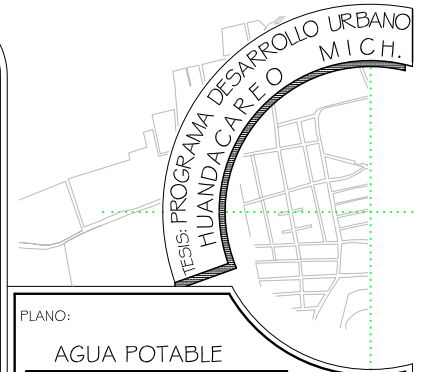 TESIS: PROGRAMA DESARROLLO URBANO
HUANDACAREO MICH.
PLANO:
AGUA POTABLE